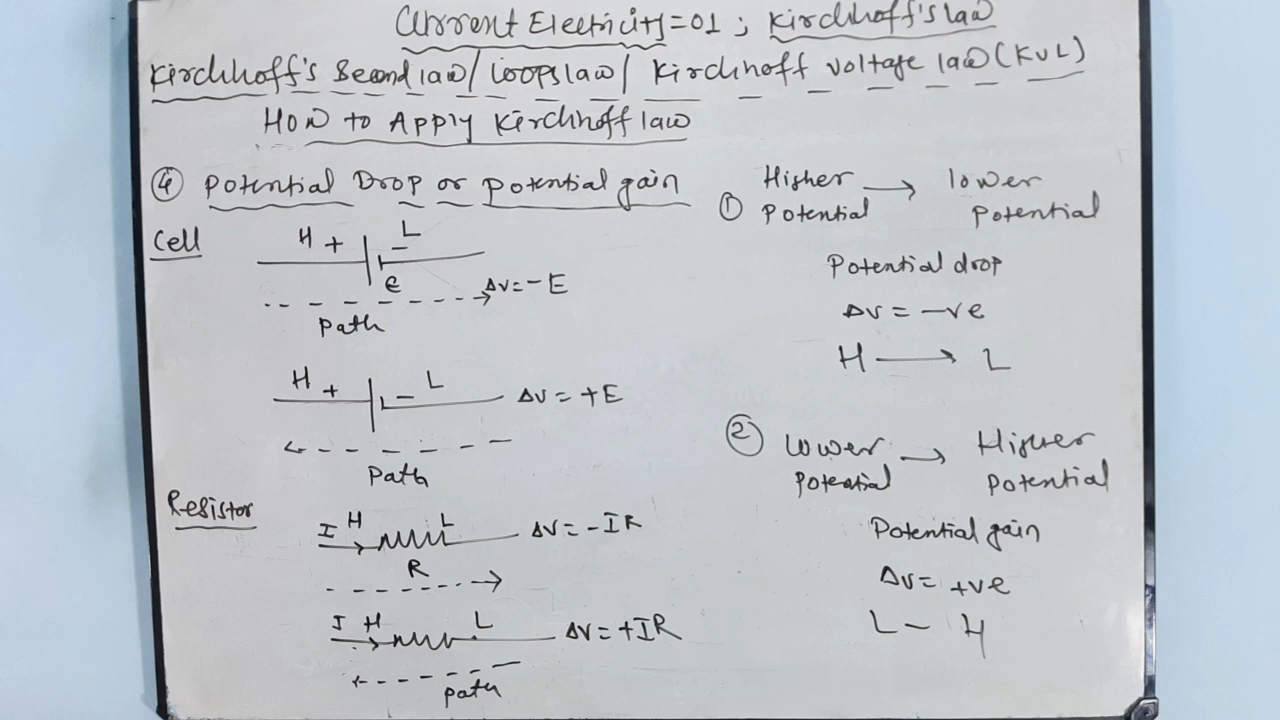 Current Electricity = 01 ; Kirchhoff's law
Kirchhoff's Second law / Loops law / Kirchhoff voltage law (KVL)
How to Apply Kirchhoff law
④ Potential Drop or potential gain
Cell
H + L −
e
ΔV = − E
Path
H + − L
ΔV = + E
Path
Resistor
I H L
ΔV = − IR
R
I H L
ΔV = + IR
Path
① Higher Potential → lower Potential
Potential drop
ΔV = −ve
H → L
② Lower Potential → Higher Potential
Potential gain
ΔV = +ve
L − H